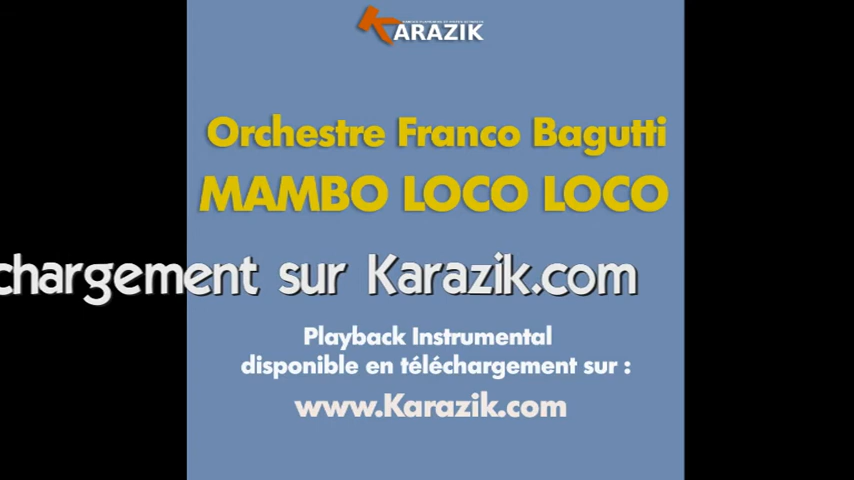 KARAZIK
Orchestre Franco Bagutti
MAMBO LOCO LOCO
chargement sur Karazik.com
Playback Instrumental
disponible en téléchargement sur :
www.Karazik.com